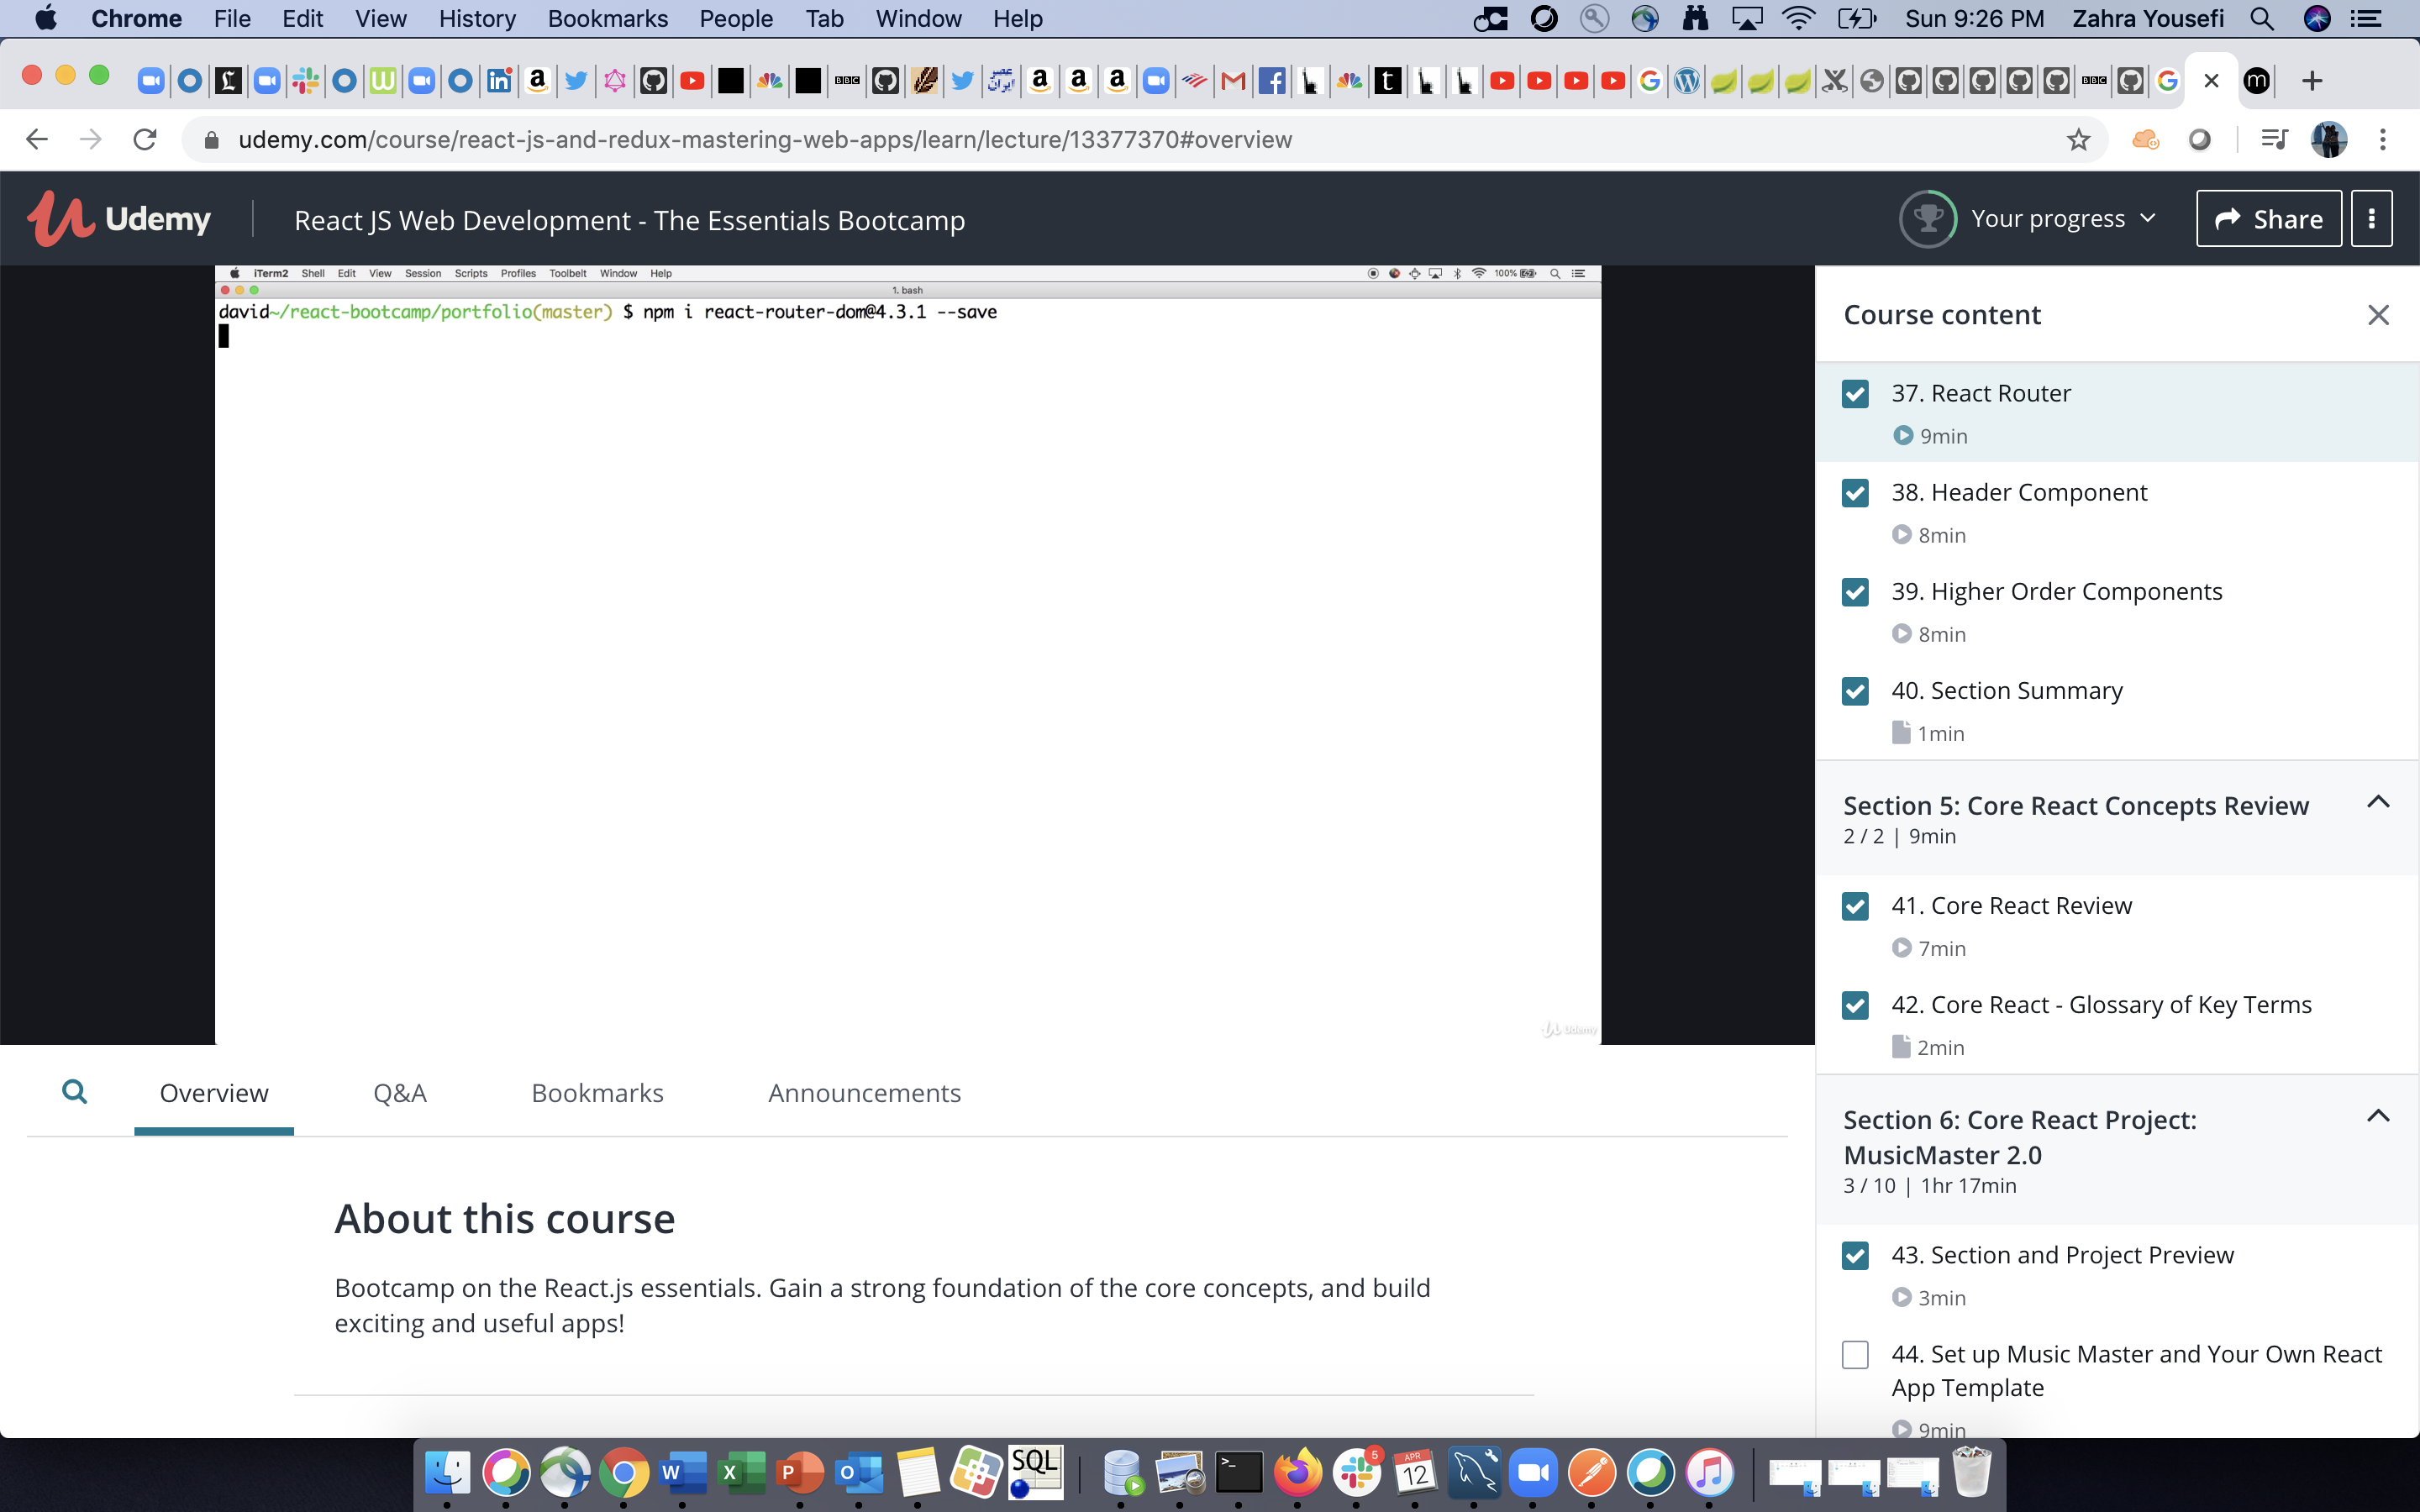 Chrome File Edit View History Bookmarks People Tab Window Help Sun 9:26 PM Zahra Yousefi
udemy.com/course/react-js-and-redux-mastering-web-apps/learn/lecture/13377370#overview
Udemy React JS Web Development - The Essentials Bootcamp Your progress Share
iTerm2 Shell Edit View Session Scripts Profiles Toolbelt Window Help 100%
1. bash
david~/react-bootcamp/portfolio(master) $ npm i react-router-dom@4.3.1 --save
Udemy
Overview Q&A Bookmarks Announcements
About this course
Bootcamp on the React.js essentials. Gain a strong foundation of the core concepts, and build
exciting and useful apps!
Course content
37. React Router
9min
38. Header Component
8min
39. Higher Order Components
8min
40. Section Summary
1min
Section 5: Core React Concepts Review
2 / 2 | 9min
41. Core React Review
7min
42. Core React - Glossary of Key Terms
2min
Section 6: Core React Project:
MusicMaster 2.0
3 / 10 | 1hr 17min
43. Section and Project Preview
3min
44. Set up Music Master and Your Own React
App Template
9min
SQL
5
APR
12